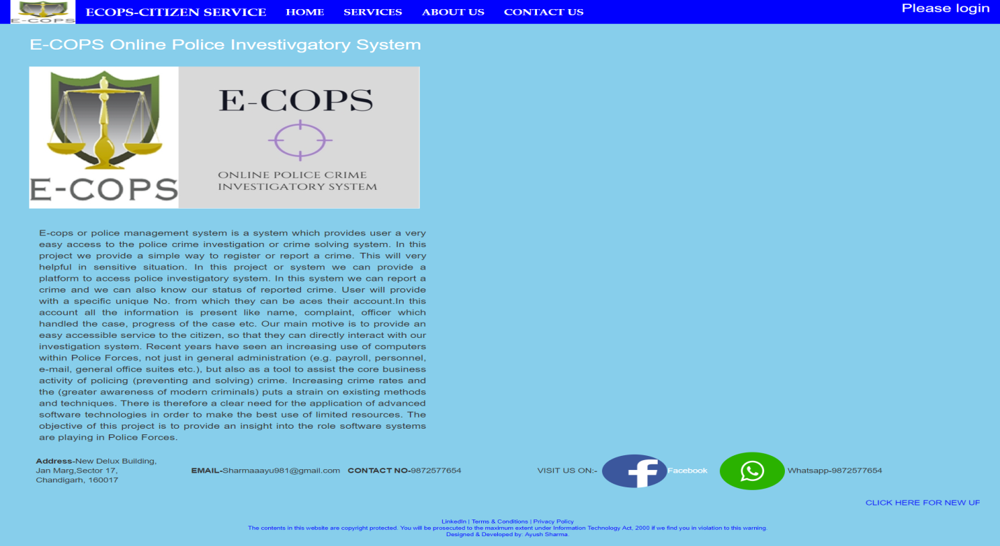 E-COPS
ECOPS-CITIZEN SERVICE HOME SERVICES ABOUT US CONTACT US
Please login
E-COPS Online Police Investivgatory System
E-COPS
E-COPS
ONLINE POLICE CRIME
INVESTIGATORY SYSTEM
E-cops or police management system is a system which provides user a very
easy access to the police crime investigation or crime solving system. In this
project we provide a simple way to register or report a crime. This will very
helpful in sensitive situation. In this project or system we can provide a
platform to access police investigatory system. In this system we can report a
crime and we can also know our status of reported crime. User will provide
with a specific unique No. from which they can be aces their account.In this
account all the information is present like name, complaint, officer which
handled the case, progress of the case etc. Our main motive is to provide an
easy accessible service to the citizen, so that they can directly interact with our
investigation system. Recent years have seen an increasing use of computers
within Police Forces, not just in general administration (e.g. payroll, personnel,
e-mail, general office suites etc.), but also as a tool to assist the core business
activity of policing (preventing and solving) crime. Increasing crime rates and
the (greater awareness of modern criminals) puts a strain on existing methods
and techniques. There is therefore a clear need for the application of advanced
software technologies in order to make the best use of limited resources. The
objective of this project is to provide an insight into the role software systems
are playing in Police Forces.
Address-New Delux Building,
Jan Marg,Sector 17,
Chandigarh, 160017
EMAIL-Sharmaaayu981@gmail.com CONTACT NO-9872577654
VISIT US ON:- Facebook Whatsapp-9872577654
CLICK HERE FOR NEW UP
LinkedIn | Terms & Conditions | Privacy Policy
The contents in this website are copyright protected. You will be prosecuted to the maximum extent under Information Technology Act, 2000 if we find you in violation to this warning.
Designed & Developed by: Ayush Sharma.